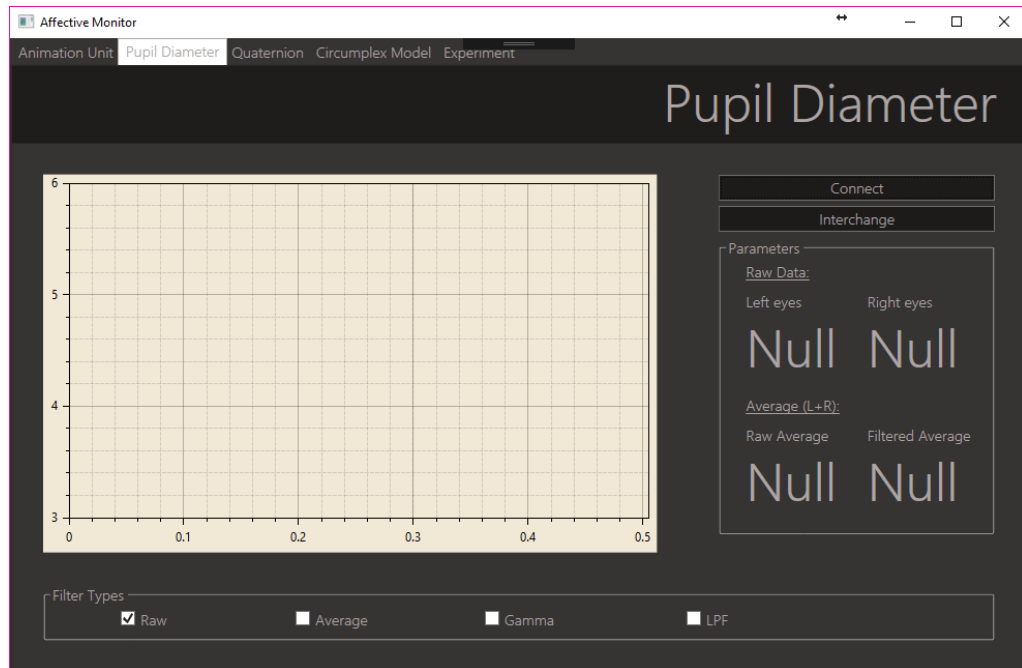 Affective Monitor
Animation Unit Pupil Diameter Quaternion Circumplex Model Experiment
Pupil Diameter
6
5
4
3
0 0.1 0.2 0.3 0.4 0.5
Connect
Interchange
Parameters
Raw Data:
Left eyes Right eyes
Null Null
Average (L+R):
Raw Average Filtered Average
Null Null
Filter Types
Raw Average Gamma LPF